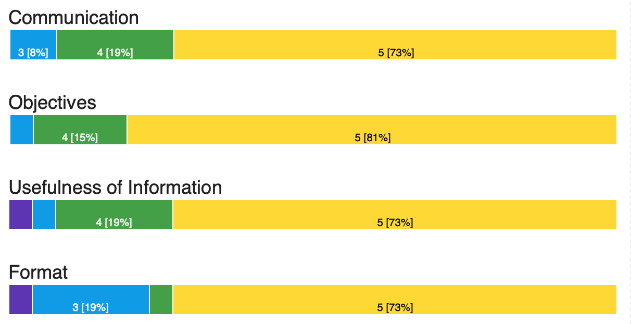 Communication
3 [8%] 4 [19%] 5 [73%]
Objectives
4 [15%] 5 [81%]
Usefulness of Information
4 [19%] 5 [73%]
Format
3 [19%] 5 [73%]